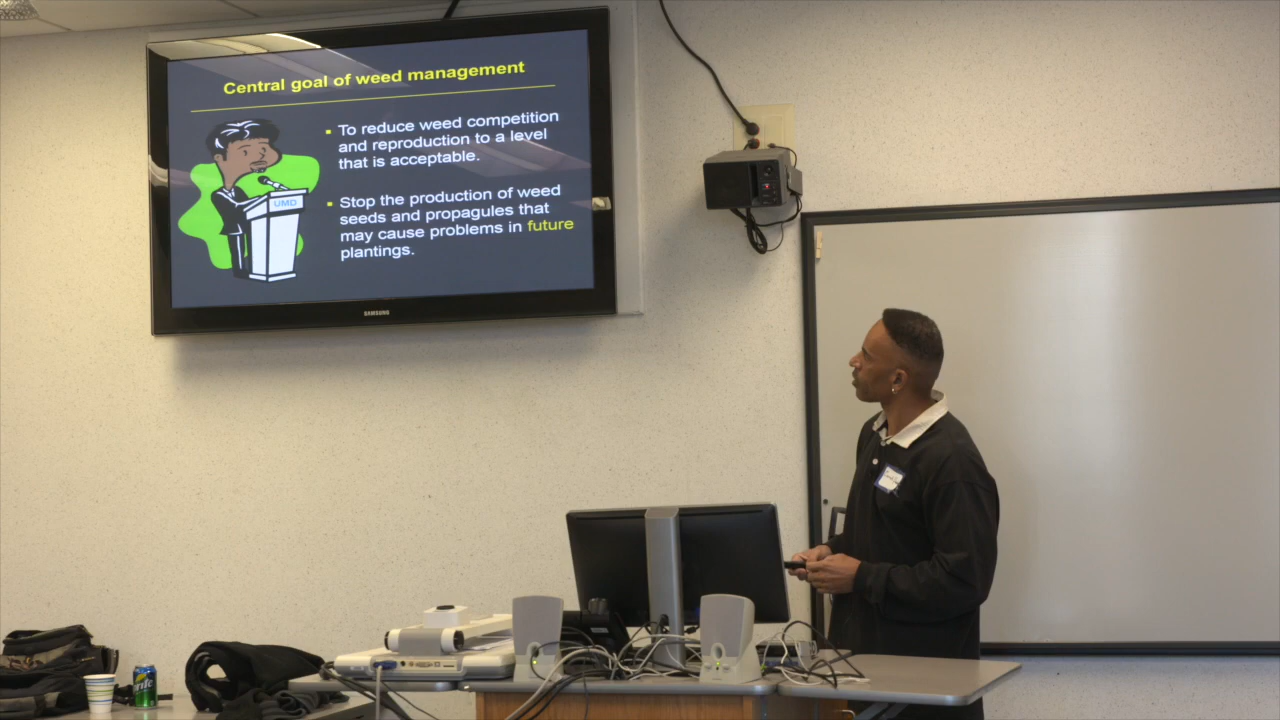 Central goal of weed management
▪ To reduce weed competition
and reproduction to a level
that is acceptable.
UMD
▪ Stop the production of weed
seeds and propagules that
may cause problems in future
plantings.
SAMSUNG